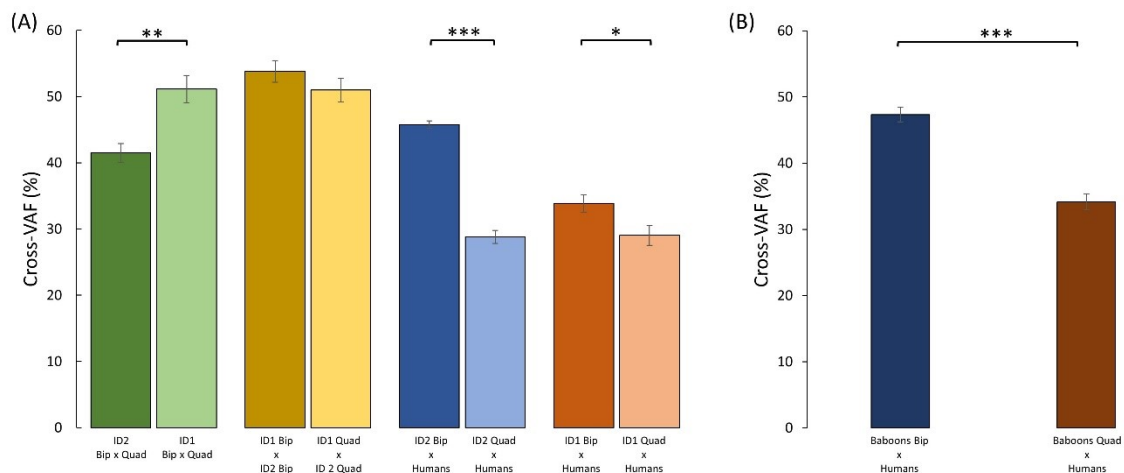 (A)
Cross-VAF (%)
60
50
40
30
20
10
0
**
***
*
ID2
Bip x Quad
ID1
Bip x Quad
ID1 Bip
x
ID2 Bip
ID1 Quad
x
ID 2 Quad
ID2 Bip
x
Humans
ID2 Quad
x
Humans
ID1 Bip
x
Humans
ID1 Quad
x
Humans
(B)
Cross-VAF (%)
60
50
40
30
20
10
0
***
Baboons Bip
x
Humans
Baboons Quad
x
Humans